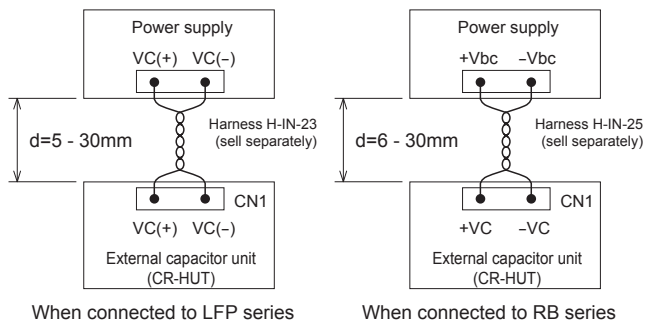 Power supply
VC(+) VC(−)
d=5 - 30mm
Harness H-IN-23
(sell separately)
CN1
VC(+) VC(−)
External capacitor unit
(CR-HUT)
When connected to LFP series
Power supply
+Vbc −Vbc
d=6 - 30mm
Harness H-IN-25
(sell separately)
CN1
+VC −VC
External capacitor unit
(CR-HUT)
When connected to RB series